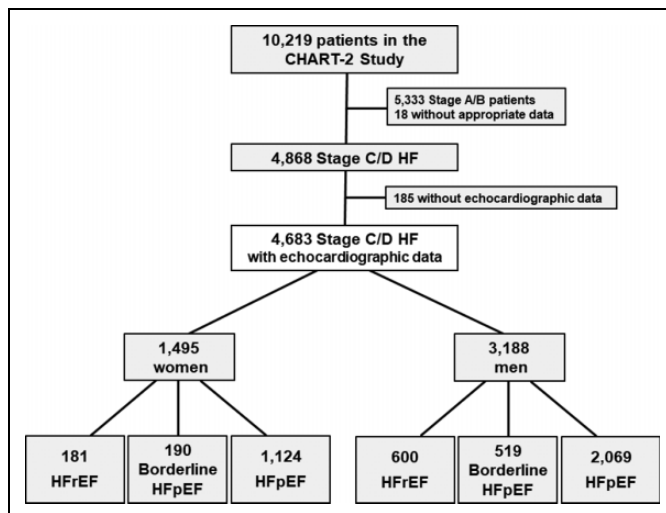 10,219 patients in the
CHART-2 Study
5,333 Stage A/B patients
18 without appropriate data
4,868 Stage C/D HF
185 without echocardiographic data
4,683 Stage C/D HF
with echocardiographic data
1,495
women
3,188
men
181
HFrEF
190
Borderline
HFpEF
1,124
HFpEF
600
HFrEF
519
Borderline
HFpEF
2,069
HFpEF